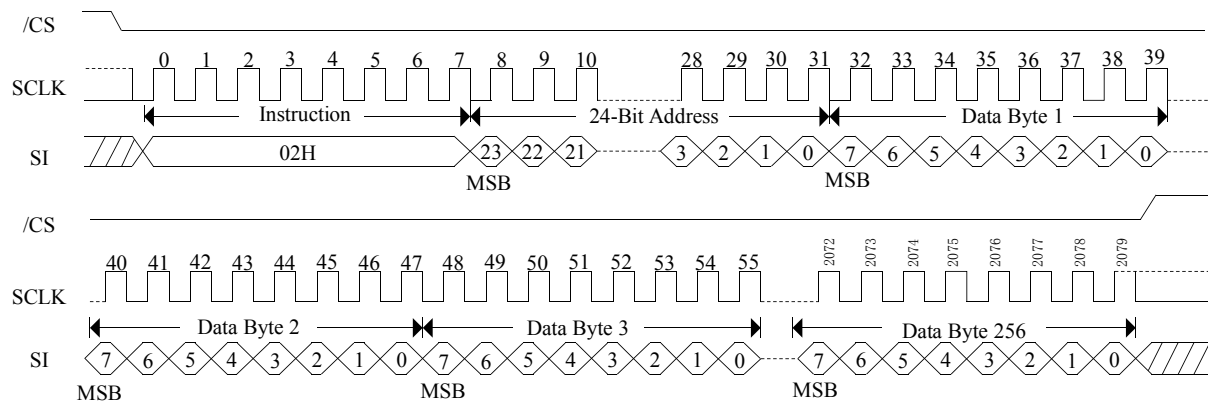 /CS
0 1 2 3 4 5 6 7 8 9 10 28 29 30 31 32 33 34 35 36 37 38 39
SCLK
Instruction 24-Bit Address Data Byte 1
SI 02H 23 22 21 3 2 1 0 7 6 5 4 3 2 1 0
MSB MSB
/CS
40 41 42 43 44 45 46 47 48 49 50 51 52 53 54 55 2072 2073 2074 2075 2076 2077 2078 2079
SCLK
Data Byte 2 Data Byte 3 Data Byte 256
SI 7 6 5 4 3 2 1 0 7 6 5 4 3 2 1 0 7 6 5 4 3 2 1 0
MSB MSB MSB